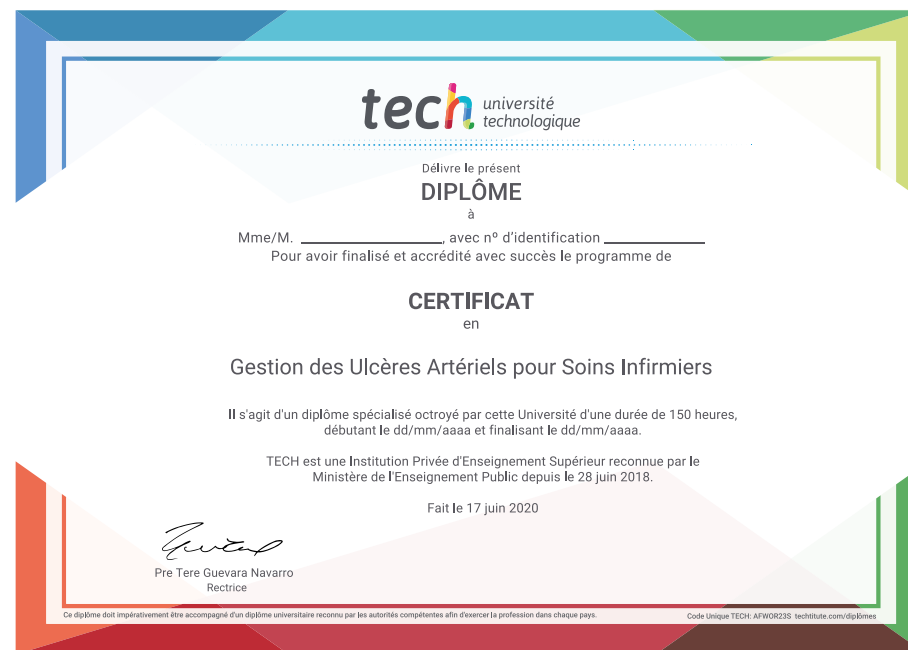 tech université
technologique
Délivre le présent
DIPLÔME
à
Mme/M. ____________________, avec nº d'identification ______________
Pour avoir finalisé et accrédité avec succès le programme de
CERTIFICAT
en
Gestion des Ulcères Artériels pour Soins Infirmiers
Il s'agit d'un diplôme spécialisé octroyé par cette Université d'une durée de 150 heures,
débutant le dd/mm/aaaa et finalisant le dd/mm/aaaa.
TECH est une Institution Privée d'Enseignement Supérieur reconnue par le
Ministère de l'Enseignement Public depuis le 28 juin 2018.
Fait le 17 juin 2020
Pre Tere Guevara Navarro
Rectrice
Ce diplôme doit impérativement être accompagné d'un diplôme universitaire reconnu par les autorités compétentes afin d'exercer la profession dans chaque pays.
Code Unique TECH: AFWOR23S techtitute.com/diplômes